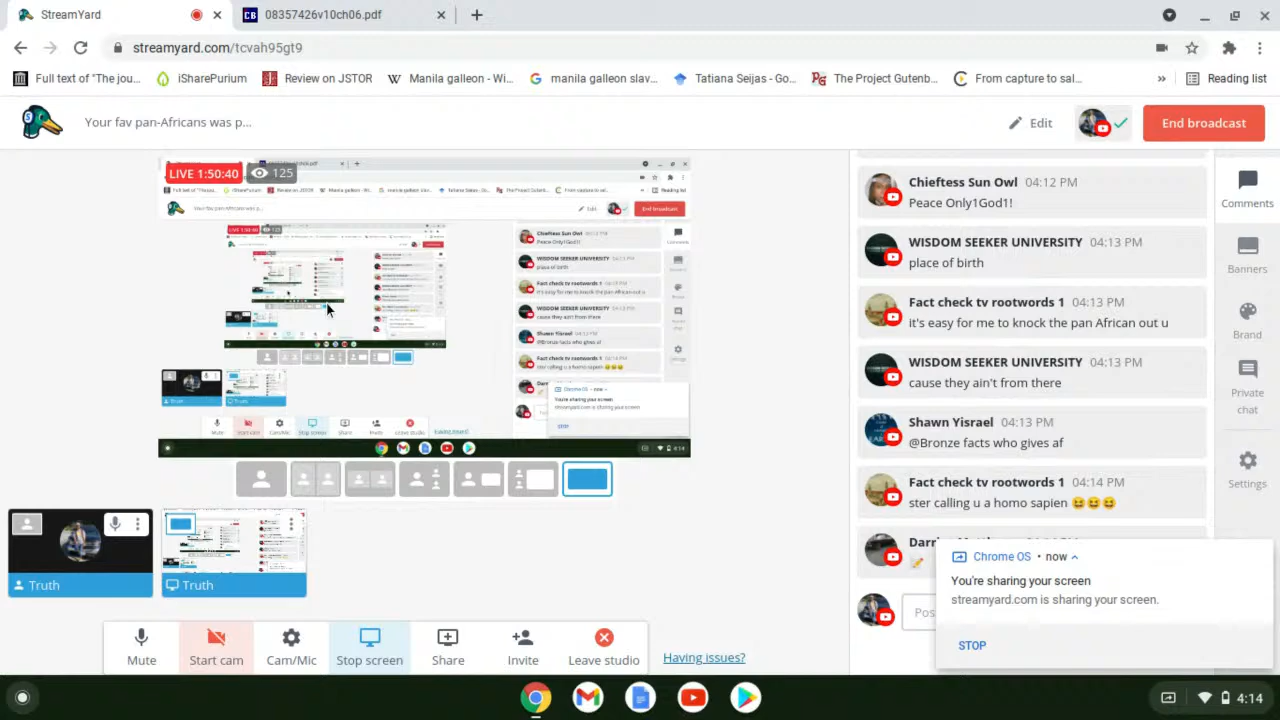 StreamYard
CB 08357426v10ch06.pdf
streamyard.com/tcvah95gt9
Full text of "The jou...
iSharePurium
Review on JSTOR
W Manila galleon - Wi...
G manila galleon slav...
Tatiana Seijas - Go...
PG The Project Gutenb...
From capture to sal...
»
Reading list
Your fav pan-Africans was p...
Edit
End broadcast
LIVE 1:50:40
125
Chiefless Sun Owl 04:12 PM
Peace Only1God1!
WISDOM SEEKER UNIVERSITY 04:13 PM
place of birth
Fact check tv rootwords 1 04:13 PM
it's easy for me to knock the pan-African out u
WISDOM SEEKER UNIVERSITY 04:13 PM
cause they ain't from there
Shawn Yisrael 04:13 PM
@Bronze facts who gives af
Fact check tv rootwords 1 04:14 PM
ster calling u a homo sapien 😆😆😆
Comments
Banners
Brand
Private
chat
Settings
Chrome OS • now
You're sharing your screen
streamyard.com is sharing your screen.
STOP
Truth
Truth
Mute
Start cam
Cam/Mic
Stop screen
Share
Invite
Leave studio
Having issues?
4:14